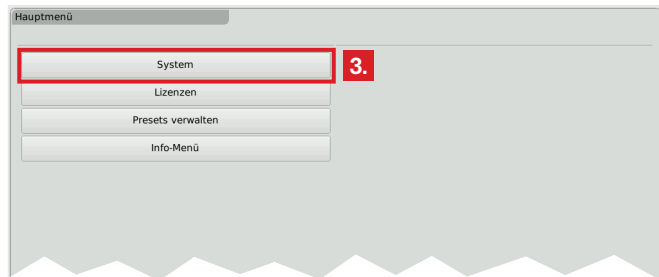 Hauptmenü
System
3.
Lizenzen
Presets verwalten
Info-Menü